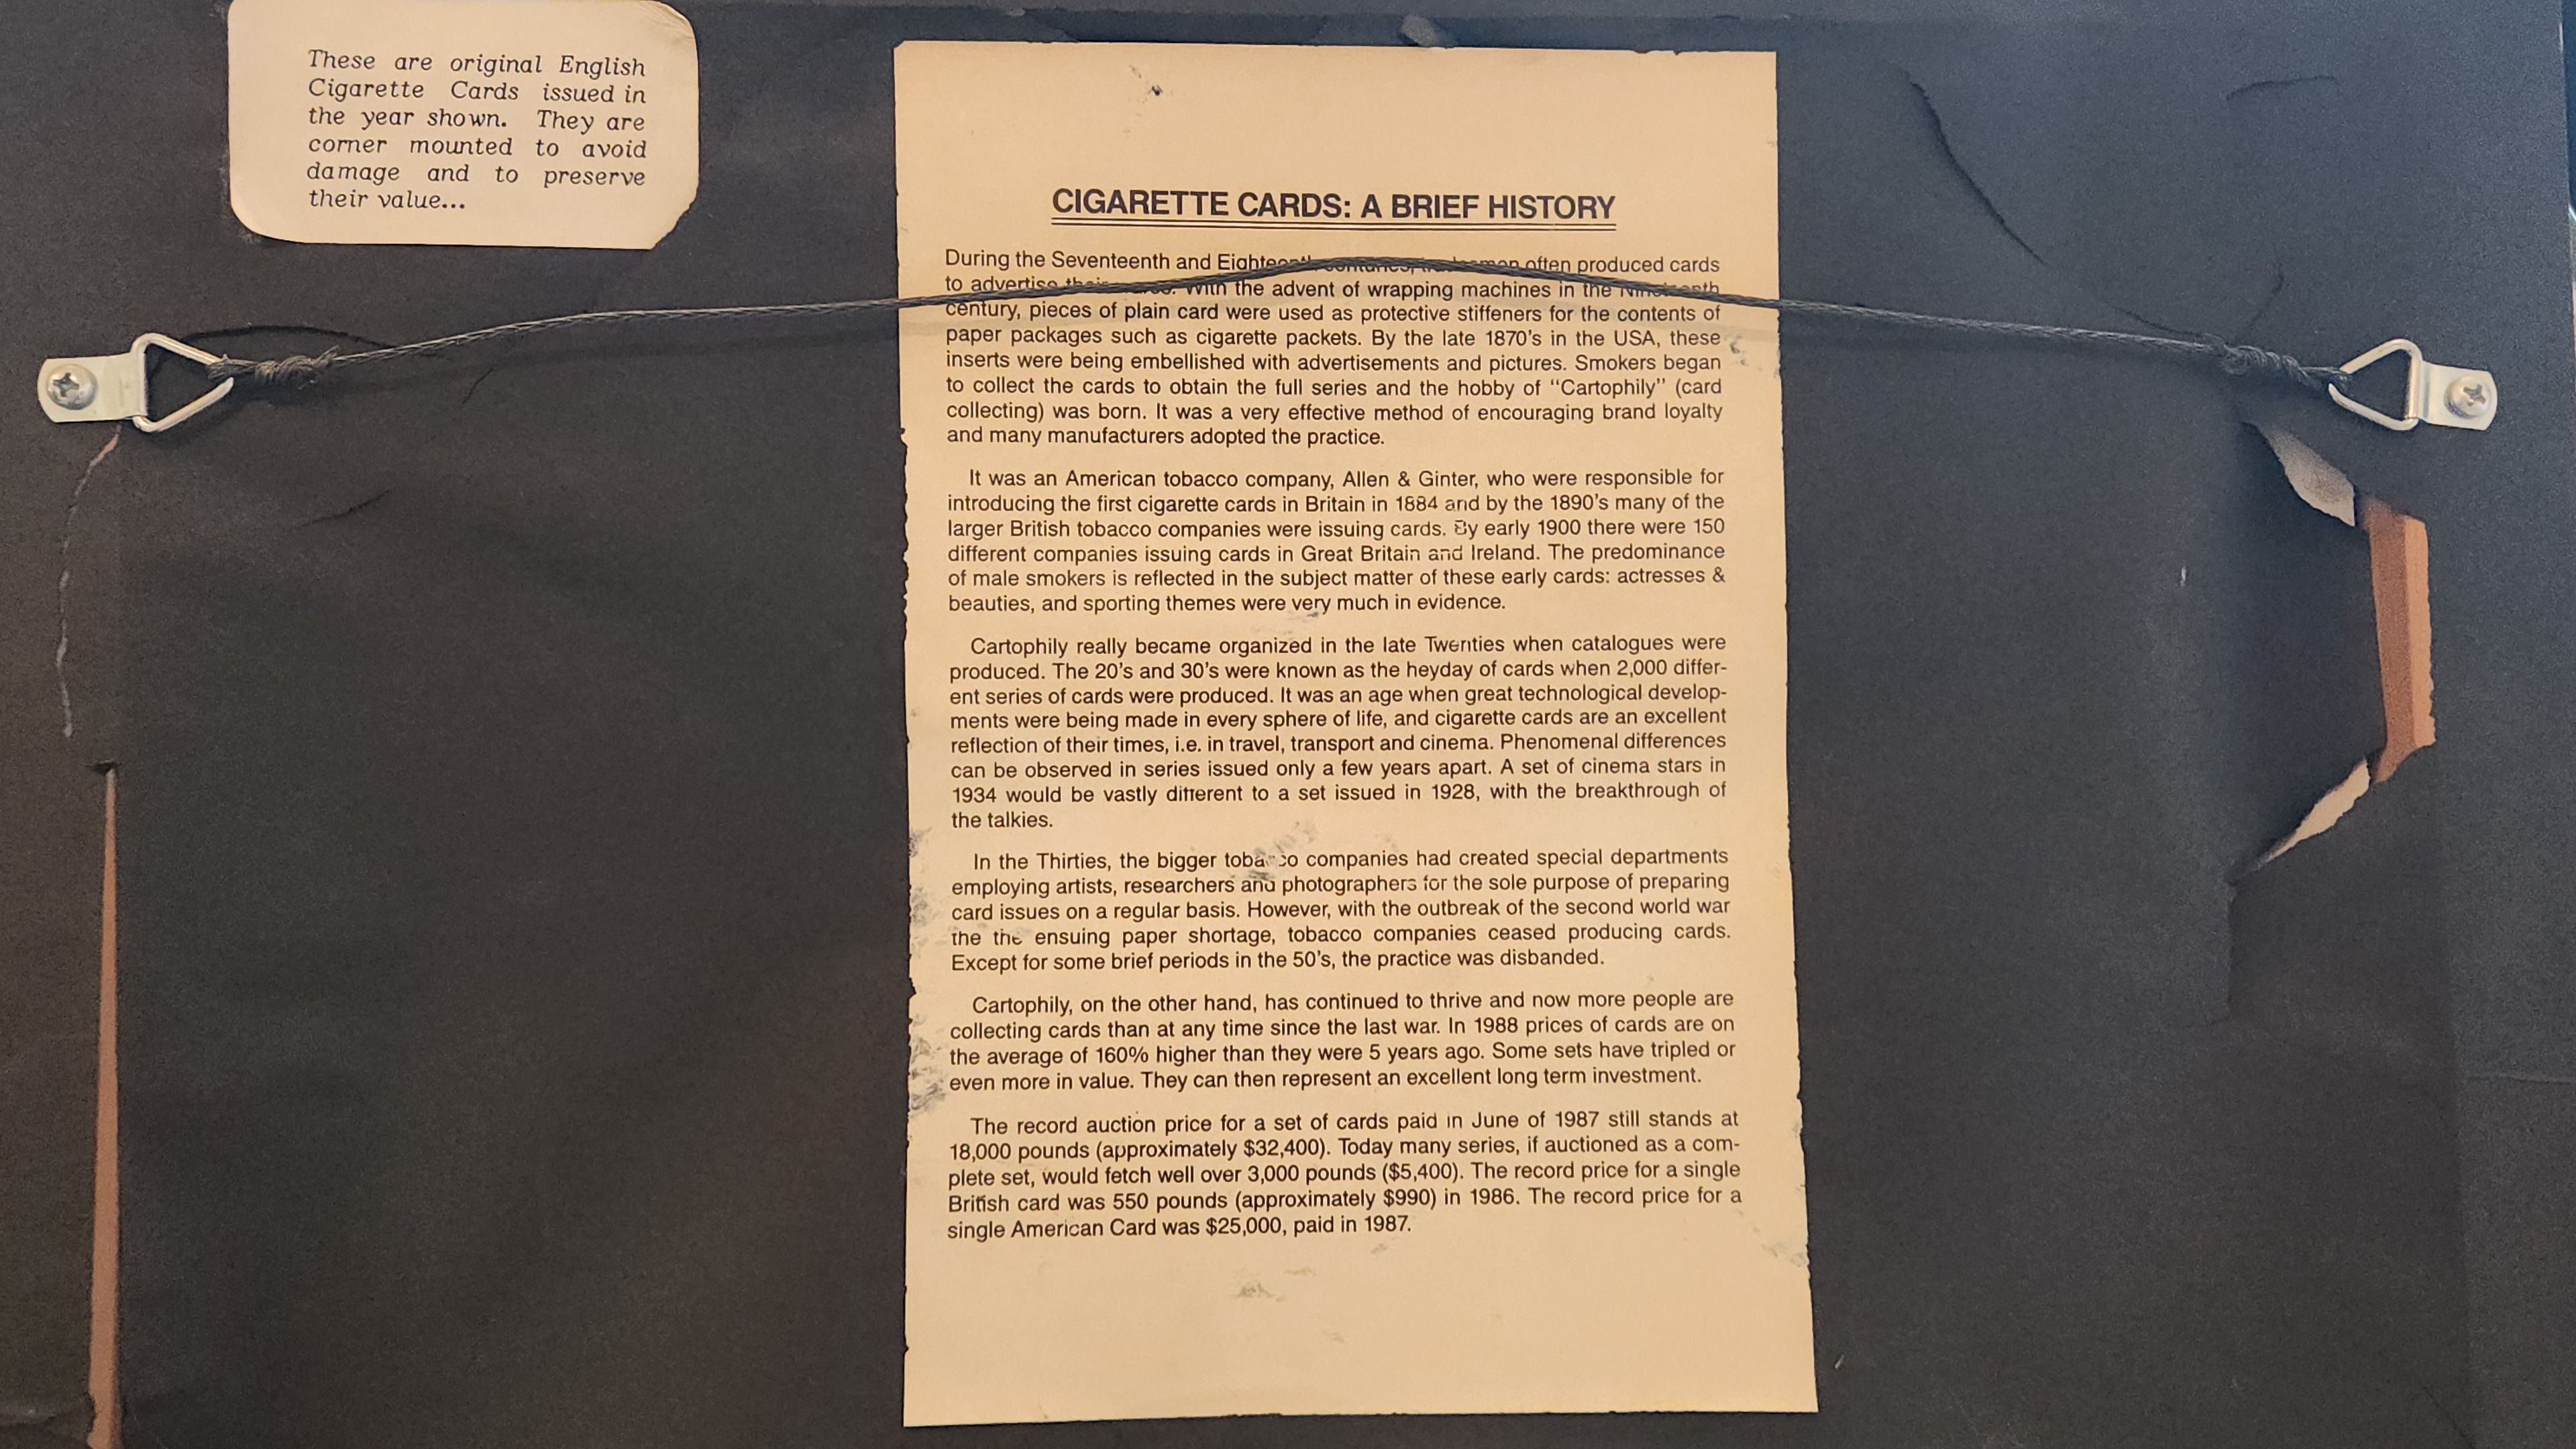 These are original English
Cigarette Cards issued in
the year shown. They are
corner mounted to avoid
damage and to preserve
their value...
CIGARETTE CARDS: A BRIEF HISTORY
During the Seventeenth and Eighteenth centuries, tradesmen often produced cards
to advertise their With the advent of wrapping machines in the Nineteenth
century, pieces of plain card were used as protective stiffeners for the contents of
paper packages such as cigarette packets. By the late 1870's in the USA, these
inserts were being embellished with advertisements and pictures. Smokers began
to collect the cards to obtain the full series and the hobby of "Cartophily" (card
collecting) was born. It was a very effective method of encouraging brand loyalty
and many manufacturers adopted the practice.
It was an American tobacco company, Allen & Ginter, who were responsible for
introducing the first cigarette cards in Britain in 1884 and by the 1890's many of the
larger British tobacco companies were issuing cards. By early 1900 there were 150
different companies issuing cards in Great Britain and Ireland. The predominance
of male smokers is reflected in the subject matter of these early cards: actresses &
beauties, and sporting themes were very much in evidence.
Cartophily really became organized in the late Twenties when catalogues were
produced. The 20's and 30's were known as the heyday of cards when 2,000 differ-
ent series of cards were produced. It was an age when great technological develop-
ments were being made in every sphere of life, and cigarette cards are an excellent
reflection of their times, i.e. in travel, transport and cinema. Phenomenal differences
can be observed in series issued only a few years apart. A set of cinema stars in
1934 would be vastly different to a set issued in 1928, with the breakthrough of
the talkies.
In the Thirties, the bigger tobacco companies had created special departments
employing artists, researchers and photographers for the sole purpose of preparing
card issues on a regular basis. However, with the outbreak of the second world war
the the ensuing paper shortage, tobacco companies ceased producing cards.
Except for some brief periods in the 50's, the practice was disbanded.
Cartophily, on the other hand, has continued to thrive and now more people are
collecting cards than at any time since the last war. In 1988 prices of cards are on
the average of 160% higher than they were 5 years ago. Some sets have tripled or
even more in value. They can then represent an excellent long term investment.
The record auction price for a set of cards paid in June of 1987 still stands at
18,000 pounds (approximately $32,400). Today many series, if auctioned as a com-
plete set, would fetch well over 3,000 pounds ($5,400). The record price for a single
British card was 550 pounds (approximately $990) in 1986. The record price for a
single American Card was $25,000, paid in 1987.